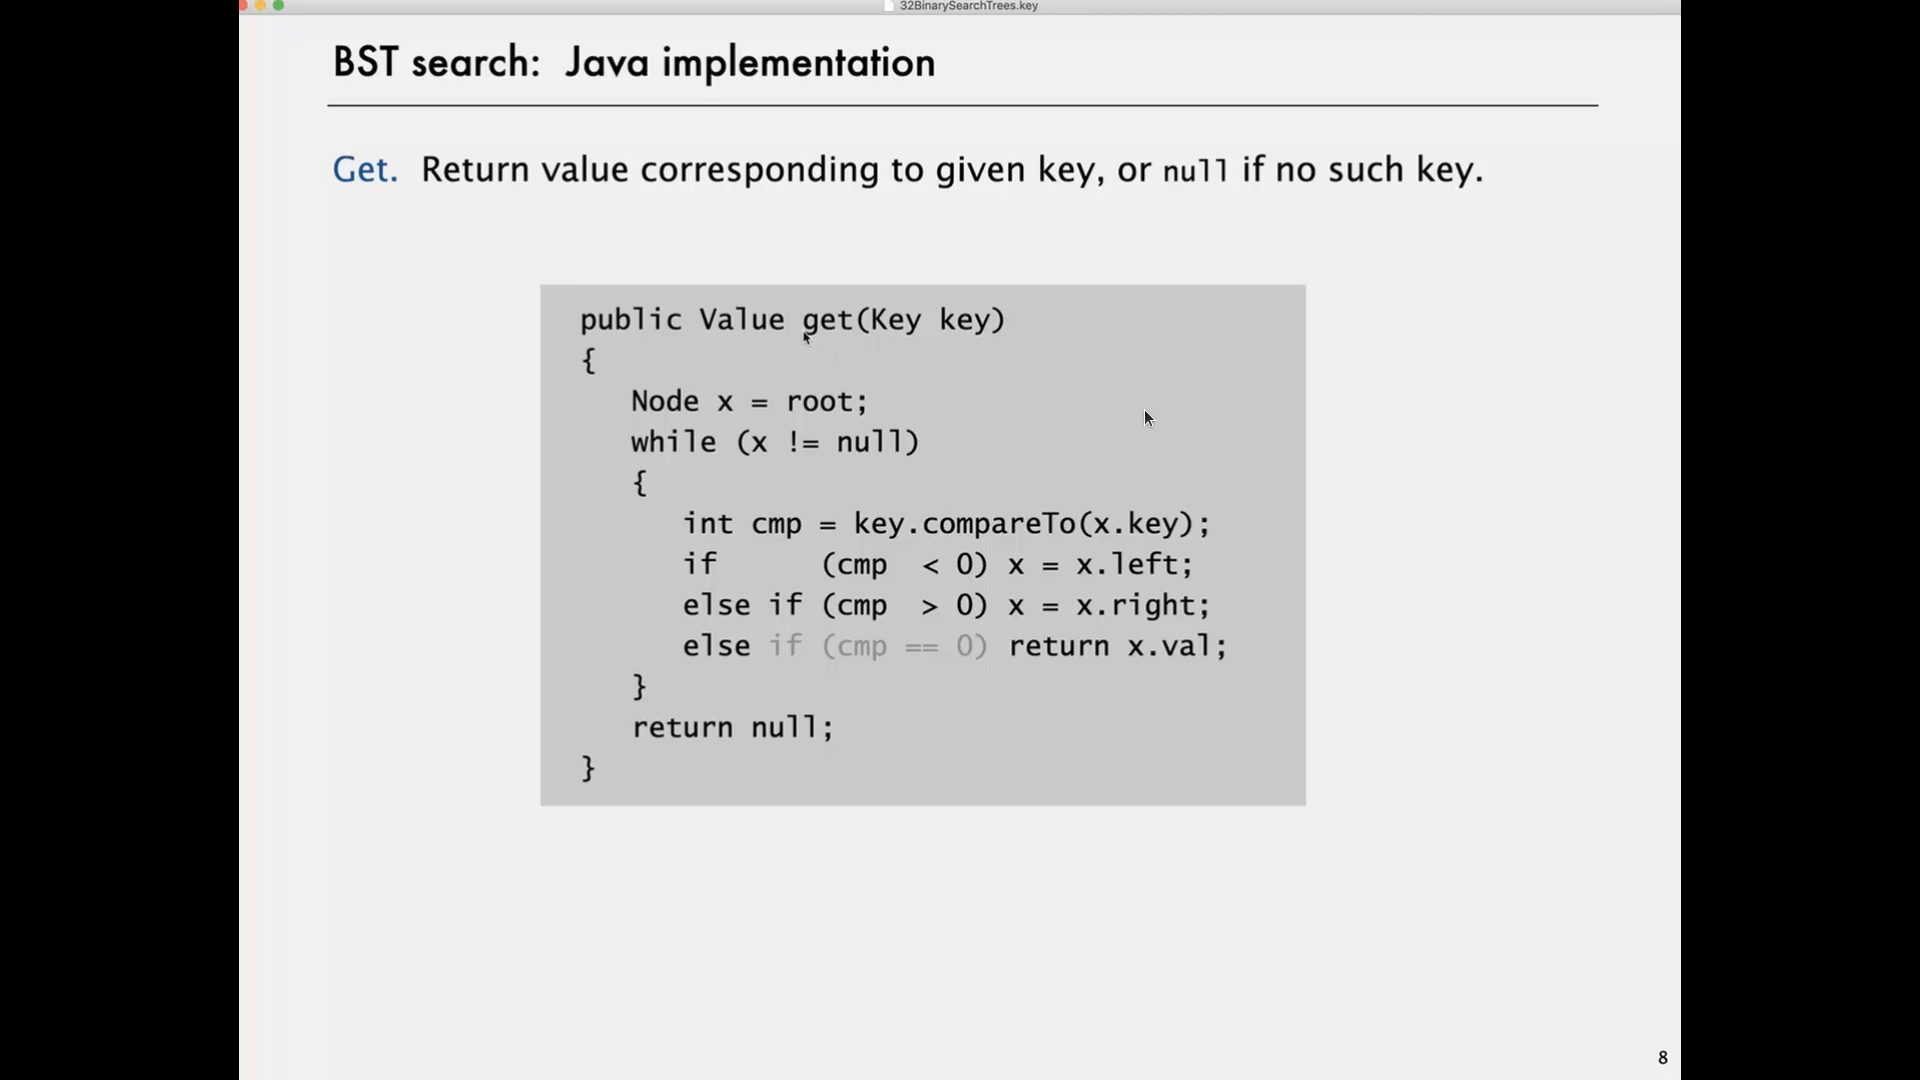 32BinarySearchTrees.key
BST search: Java implementation
Get. Return value corresponding to given key, or null if no such key.
public Value get(Key key)
{
Node x = root;
while (x != null)
{
int cmp = key.compareTo(x.key);
if (cmp < 0) x = x.left;
else if (cmp > 0) x = x.right;
else if (cmp == 0) return x.val;
}
return null;
}
8